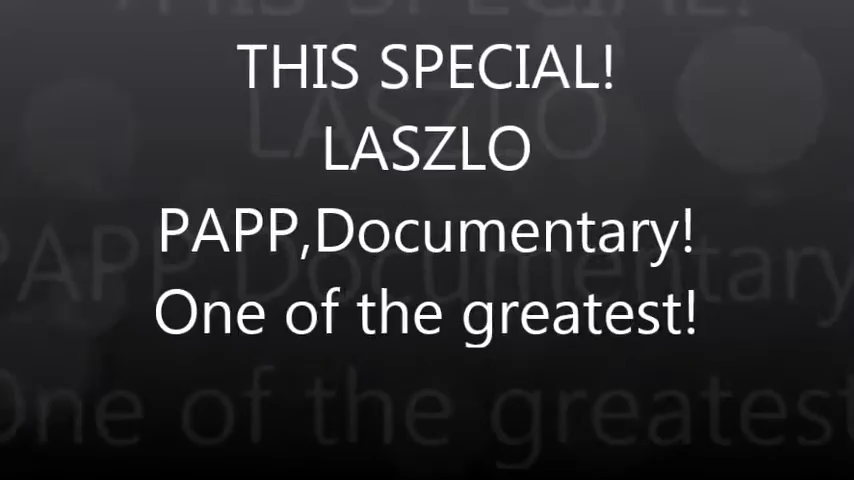 THIS SPECIAL!
LASZLO
PAPP,Documentary!
One of the greatest!